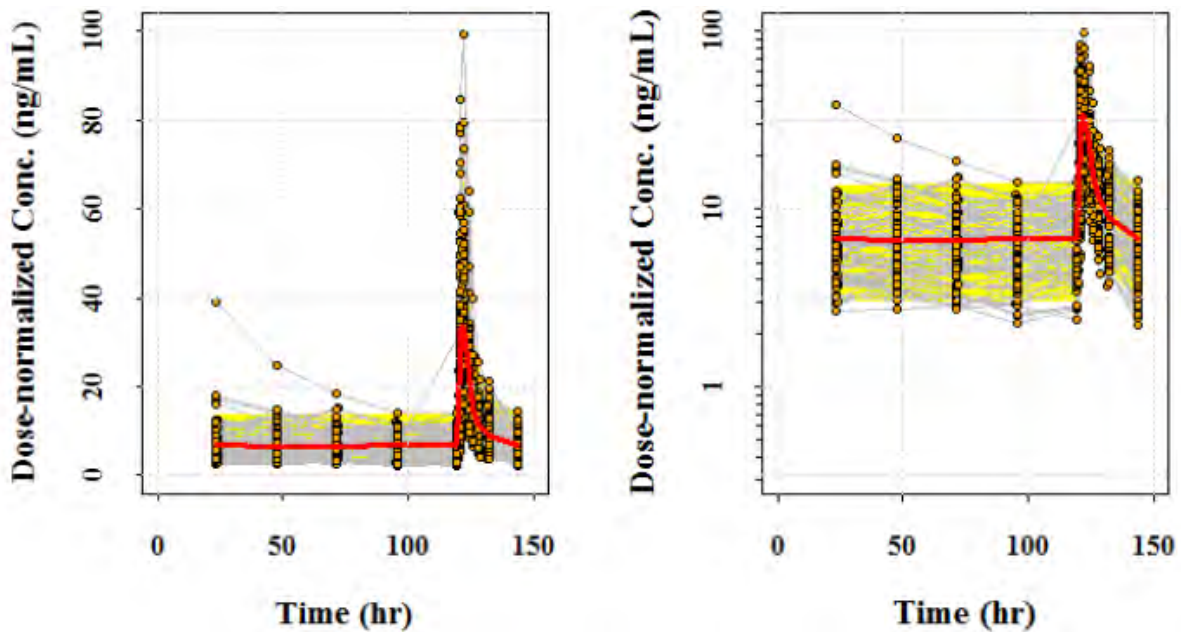 Dose-normalized Conc. (ng/mL)
100
80
60
40
20
0
0 50 100 150
Time (hr)
Dose-normalized Conc. (ng/mL)
100
10
1
0 50 100 150
Time (hr)